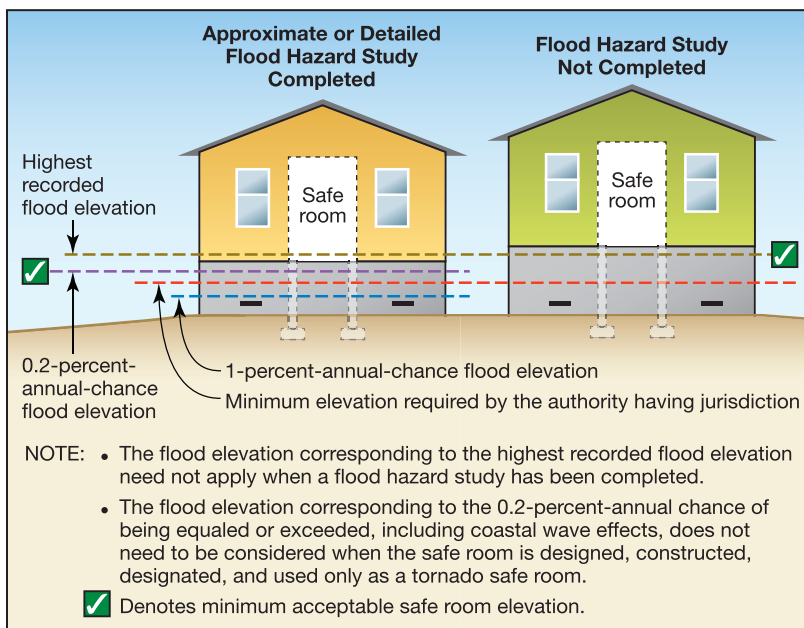 Approximate or Detailed
Flood Hazard Study
Completed
Flood Hazard Study
Not Completed
Highest
recorded
flood elevation
Safe
room
Safe
room
0.2-percent-
annual-chance
flood elevation
1-percent-annual-chance flood elevation
Minimum elevation required by the authority having jurisdiction
NOTE: • The flood elevation corresponding to the highest recorded flood elevation
need not apply when a flood hazard study has been completed.
• The flood elevation corresponding to the 0.2-percent-annual chance of
being equaled or exceeded, including coastal wave effects, does not
need to be considered when the safe room is designed, constructed,
designated, and used only as a tornado safe room.
Denotes minimum acceptable safe room elevation.